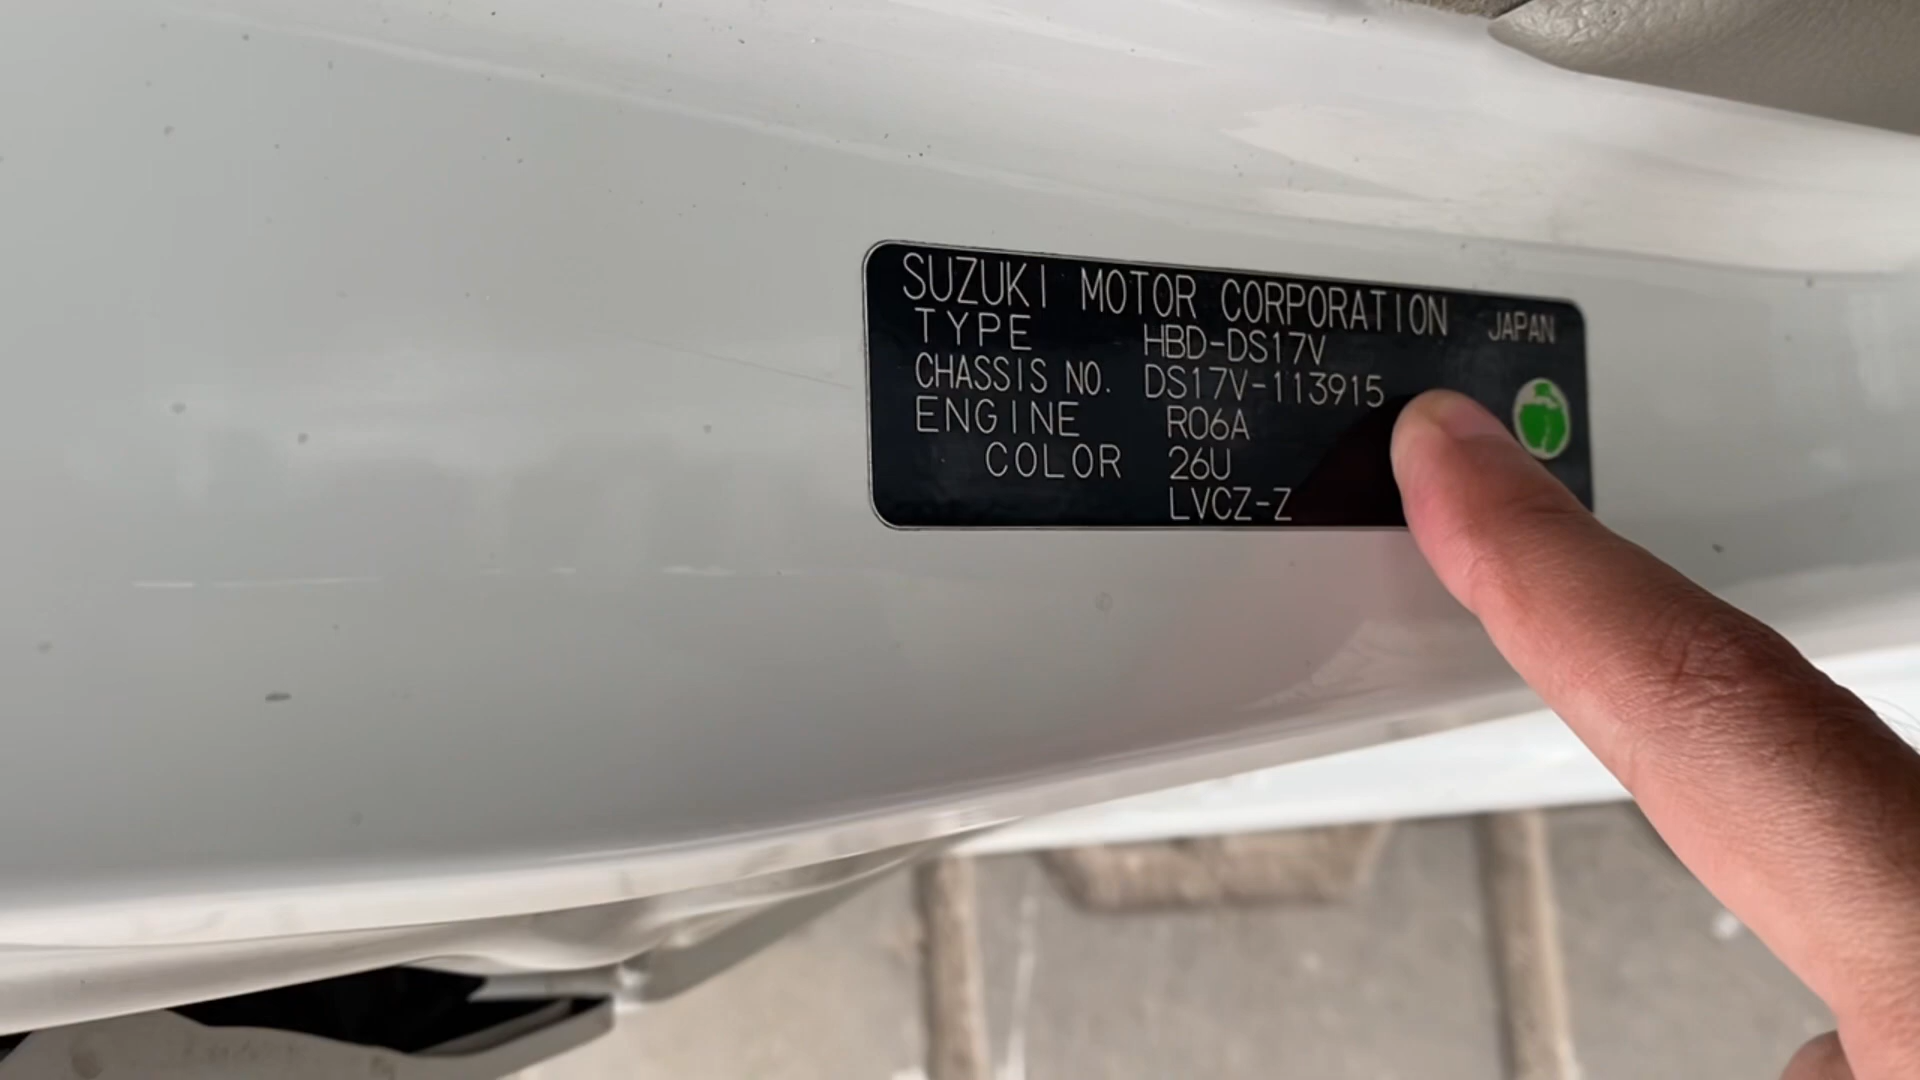 SUZUKI MOTOR CORPORATION JAPAN
TYPE HBD-DS17V
CHASSIS NO. DS17V-113915
ENGINE R06A
COLOR 26U
LVCZ-Z